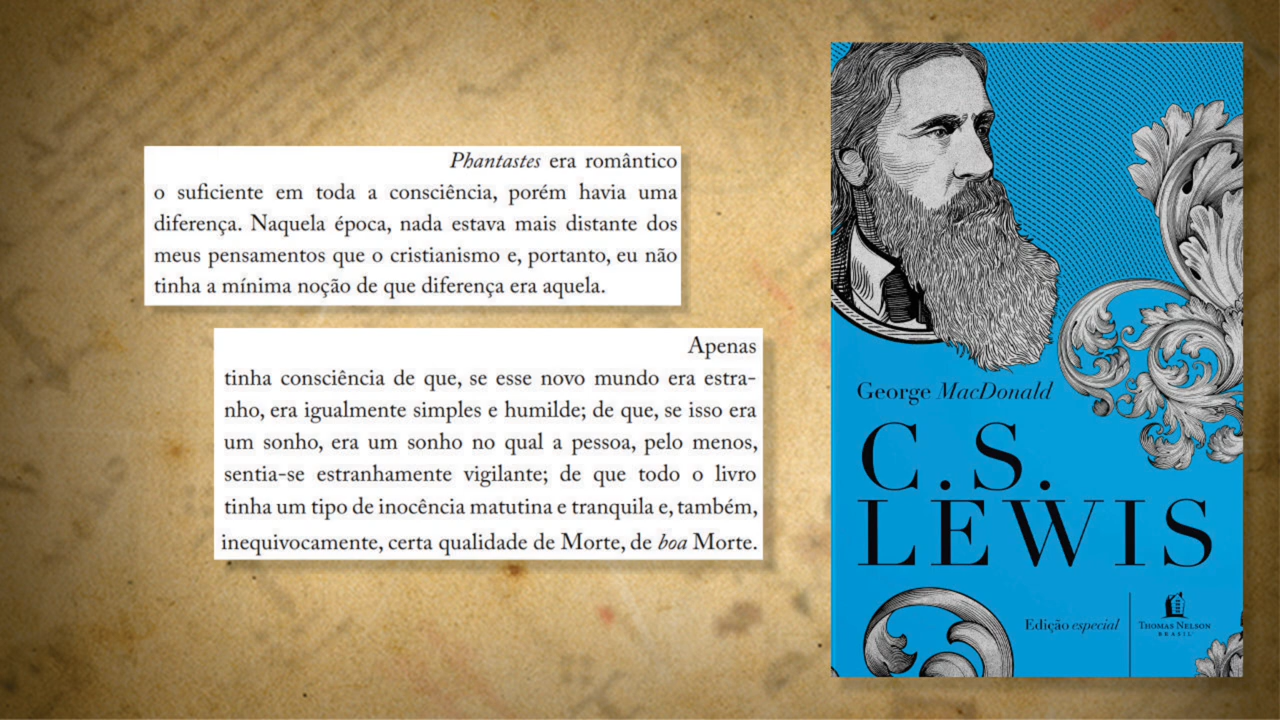 Phantastes era romântico
o suficiente em toda a consciência, porém havia uma
diferença. Naquela época, nada estava mais distante dos
meus pensamentos que o cristianismo e, portanto, eu não
tinha a mínima noção de que diferença era aquela.
Apenas
tinha consciência de que, se esse novo mundo era estra-
nho, era igualmente simples e humilde; de que, se isso era
um sonho, era um sonho no qual a pessoa, pelo menos,
sentia-se estranhamente vigilante; de que todo o livro
tinha um tipo de inocência matutina e tranquila e, também,
inequivocamente, certa qualidade de Morte, de boa Morte.
George MacDonald
C.S.
LEWIS
Edição especial
THOMAS NELSON
BRASIL